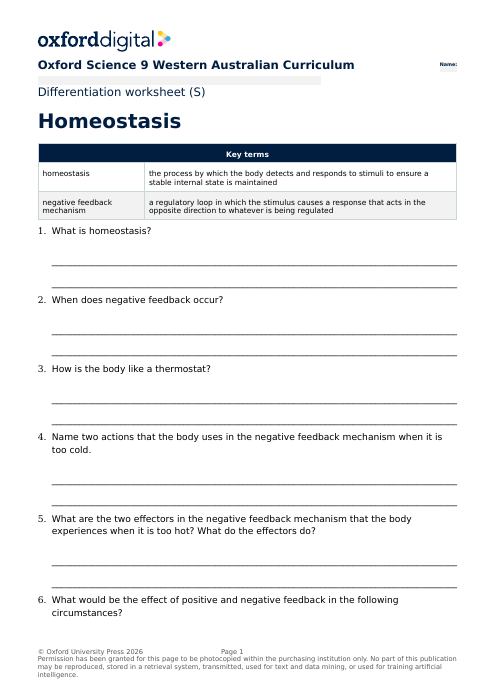 oxforddigital
Oxford Science 9 Western Australian Curriculum
Name:
Differentiation worksheet (S)
Homeostasis
Key terms
homeostasis
the process by which the body detects and responds to stimuli to ensure a
stable internal state is maintained
negative feedback
mechanism
a regulatory loop in which the stimulus causes a response that acts in the
opposite direction to whatever is being regulated
1. What is homeostasis?
2. When does negative feedback occur?
3. How is the body like a thermostat?
4. Name two actions that the body uses in the negative feedback mechanism when it is
too cold.
5. What are the two effectors in the negative feedback mechanism that the body
experiences when it is too hot? What do the effectors do?
6. What would be the effect of positive and negative feedback in the following
circumstances?
© Oxford University Press 2026 Page 1
Permission has been granted for this page to be photocopied within the purchasing institution only. No part of this publication
may be reproduced, stored in a retrieval system, transmitted, used for text and data mining, or used for training artificial
intelligence.